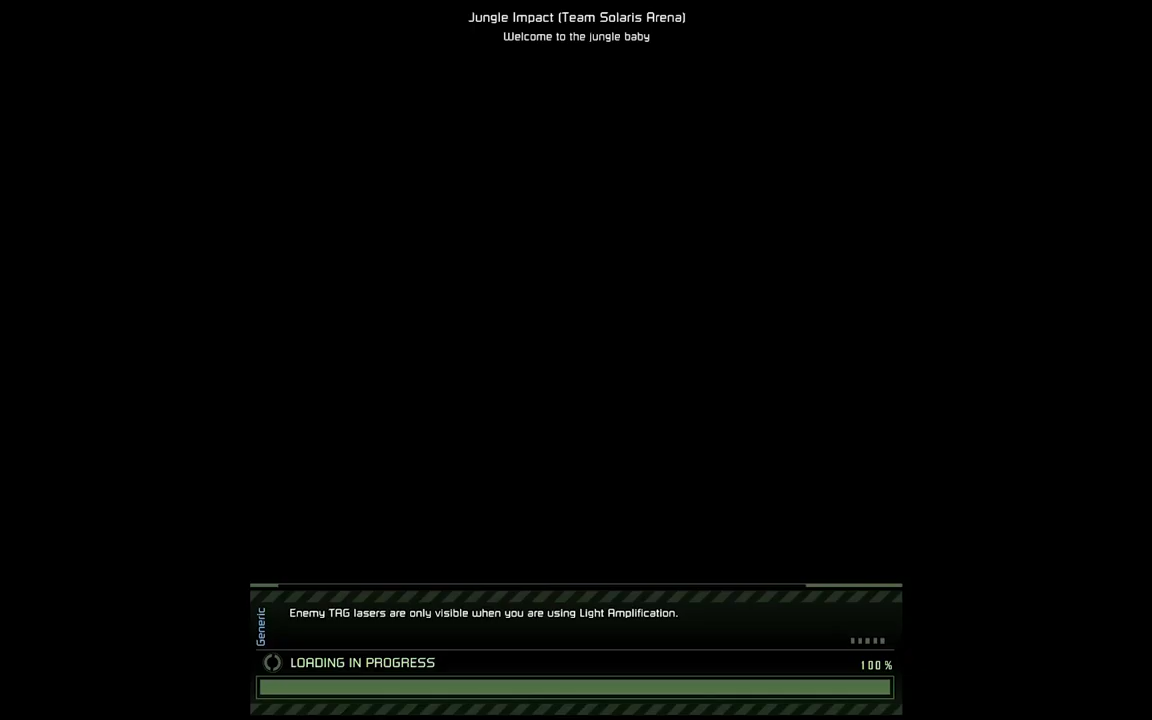 Jungle Impact (Team Solaris Arena)
Welcome to the jungle baby
Generic
Enemy TAG lasers are only visible when you are using Light Amplification.
LOADING IN PROGRESS
100%